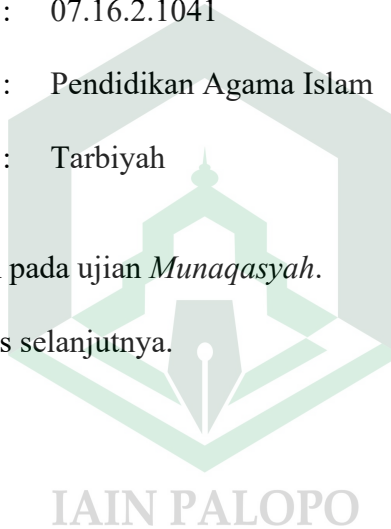 : 07.16.2.1041
: Pendidikan Agama Islam
: Tarbiyah
pada ujian Munaqasyah.
s selanjutnya.
IAIN PALOPO